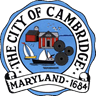 THE CITY OF CAMBRIDGE
MARYLAND - 1684